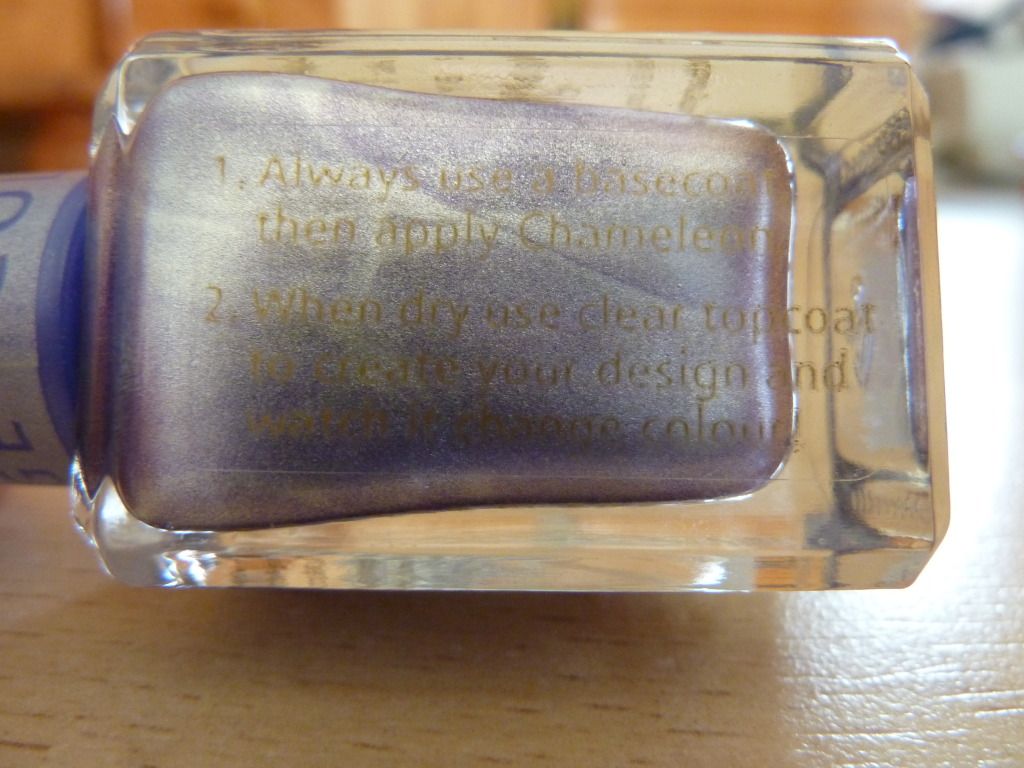 1. Always use a basecoat
then apply Chameleon.
2. When dry use clear topcoat
to create your design and
watch it change colour!